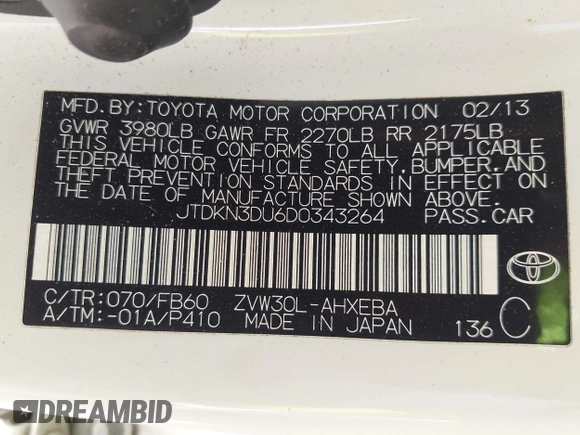 MFD.BY:TOYOTA MOTOR CORPORATION 02/13
GVWR 3980LB GAWR FR 2270LB RR 2175LB
THIS VEHICLE CONFORMS TO ALL APPLICABLE
FEDERAL MOTOR VEHICLE SAFETY,BUMPER,AND
THEFT PREVENTION STANDARDS IN EFFECT ON
THE DATE OF MANUFACTURE SHOWN ABOVE.
JTDKN3DU6D0343264 PASS.CAR
C/TR:070/FB60 ZVW30L-AHXEBA
A/TM:-01A/P410 MADE IN JAPAN 136 C
DREAMBID